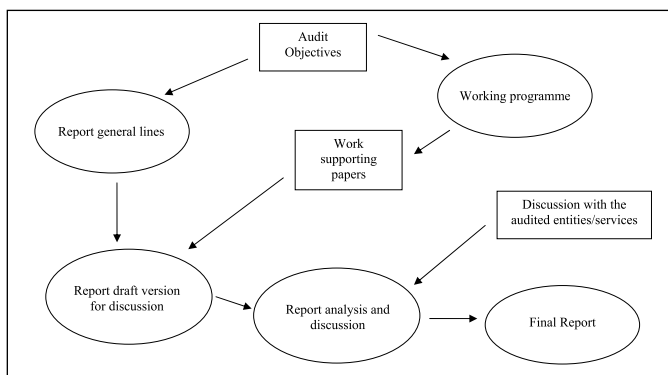 Audit
Objectives
Working programme
Report general lines
Work
supporting
papers
Discussion with the
audited entities/services
Report draft version
for discussion
Report analysis and
discussion
Final Report